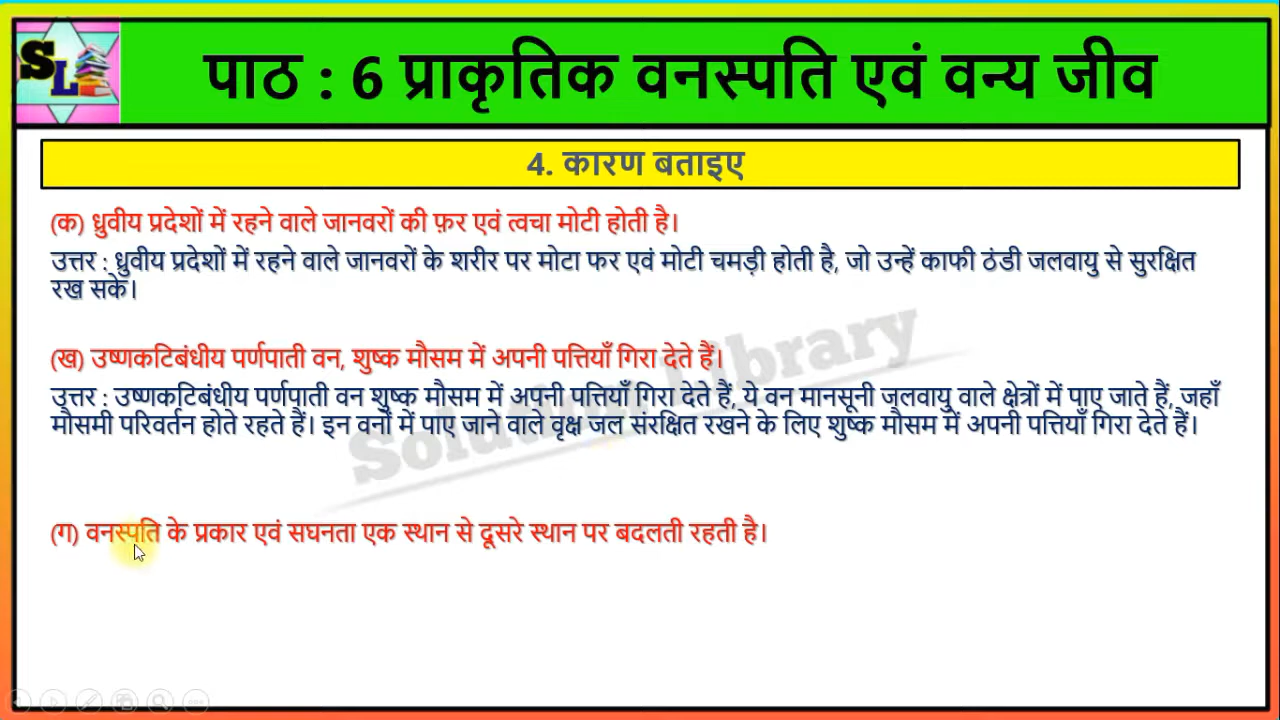 SL
पाठ : 6 प्राकृतिक वनस्पति एवं वन्य जीव
4. कारण बताइए
(क) ध्रुवीय प्रदेशों में रहने वाले जानवरों की फ़र एवं त्वचा मोटी होती है।
उत्तर : ध्रुवीय प्रदेशों में रहने वाले जानवरों के शरीर पर मोटा फर एवं मोटी चमड़ी होती है, जो उन्हें काफी ठंडी जलवायु से सुरक्षित
रख सके।
(ख) उष्णकटिबंधीय पर्णपाती वन, शुष्क मौसम में अपनी पत्तियाँ गिरा देते हैं।
उत्तर : उष्णकटिबंधीय पर्णपाती वन शुष्क मौसम में अपनी पत्तियाँ गिरा देते हैं, ये वन मानसूनी जलवायु वाले क्षेत्रों में पाए जाते हैं, जहाँ
मौसमी परिवर्तन होते रहते हैं। इन वनों में पाए जाने वाले वृक्ष जल संरक्षित रखने के लिए शुष्क मौसम में अपनी पत्तियाँ गिरा देते हैं।
Solution Library
(ग) वनस्पति के प्रकार एवं सघनता एक स्थान से दूसरे स्थान पर बदलती रहती है।